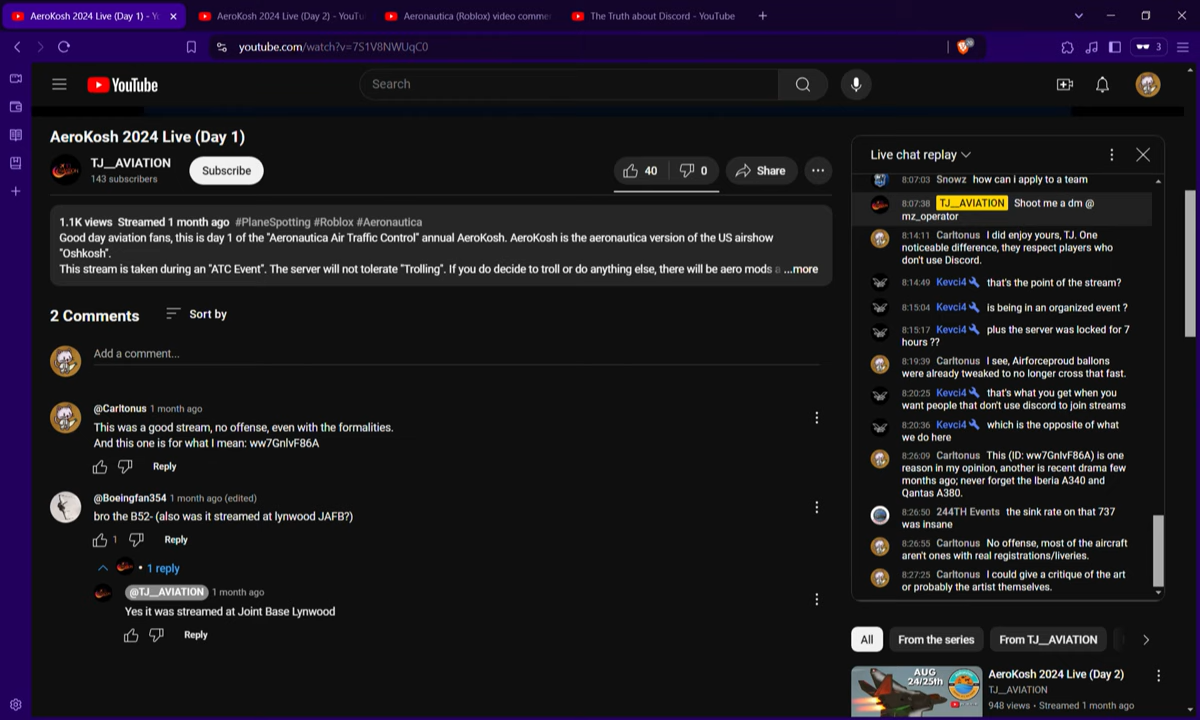 AeroKosh 2024 Live (Day 1) - Yo
AeroKosh 2024 Live (Day 2) - YouTu
Aeronautica (Roblox) video commen
The Truth about Discord - YouTube
youtube.com/watch?v=7S1V8NWUqC0
3
YouTube
Search
AeroKosh 2024 Live (Day 1)
TJ__AVIATION
143 subscribers
Subscribe
40
0
Share
1.1K views Streamed 1 month ago #PlaneSpotting #Roblox #Aeronautica
Good day aviation fans, this is day 1 of the "Aeronautica Air Traffic Control" annual AeroKosh. AeroKosh is the aeronautica version of the US airshow
"Oshkosh".
This stream is taken during an "ATC Event". The server will not tolerate "Trolling". If you do decide to troll or do anything else, there will be aero mods a ...more
2 Comments
Sort by
Add a comment...
@Carltonus 1 month ago
This was a good stream, no offense, even with the formalities.
And this one is for what I mean: ww7GnlvF86A
Reply
@Boeingfan354 1 month ago (edited)
bro the B52- (also was it streamed at lynwood JAFB?)
1
Reply
• 1 reply
@TJ__AVIATION 1 month ago
Yes it was streamed at Joint Base Lynwood
Reply
Live chat replay
8:07:03 Snowz how can i apply to a team
8:07:38 TJ__AVIATION Shoot me a dm @
mz_operator
8:14:11 Carltonus I did enjoy yours, TJ. One
noticeable difference, they respect players who
don't use Discord.
8:14:49 Kevci4 that's the point of the stream?
8:15:04 Kevci4 is being in an organized event ?
8:15:17 Kevci4 plus the server was locked for 7
hours ??
8:19:39 Carltonus I see, Airforceproud ballons
were already tweaked to no longer cross that fast.
8:20:25 Kevci4 that's what you get when you
want people that don't use discord to join streams
8:20:36 Kevci4 which is the opposite of what
we do here
8:26:09 Carltonus This (ID: ww7GnlvF86A) is one
reason in my opinion, another is recent drama few
months ago; never forget the Iberia A340 and
Qantas A380.
8:26:50 244TH Events the sink rate on that 737
was insane
8:26:55 Carltonus No offense, most of the aircraft
aren't ones with real registrations/liveries.
8:27:25 Carltonus I could give a critique of the art
or probably the artist themselves.
All
From the series
From TJ__AVIATION
AUG
24/25th
AeroKosh 2024 Live (Day 2)
TJ__AVIATION
948 views • Streamed 1 month ago